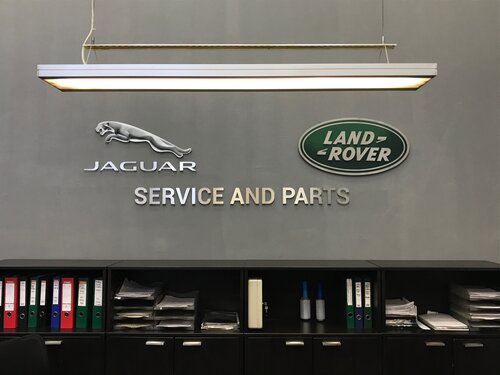 JAGUAR
LAND-
-ROVER
SERVICE AND PARTS